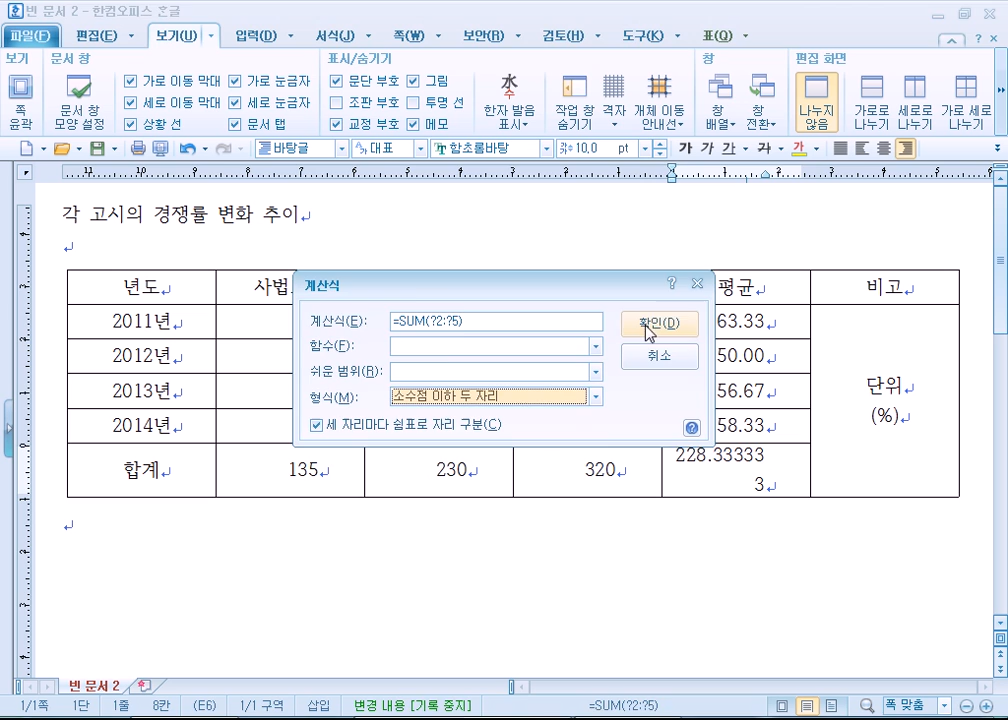 빈 문서 2 - 한컴오피스 흔글
파일(F) 편집(E) 보기(U) 입력(D) 서식(J) 쪽(W) 보안(B) 검토(H) 도구(K) 표(Q)
보기 문서 창 표시/숨기기 창 편집 화면
쪽 윤곽
문서 창 모양 설정
가로 이동 막대 가로 눈금자
세로 이동 막대 세로 눈금자
상황 선 문서 탭
문단 부호 그림
조판 부호 투명 선
교정 부호 메모
한자 발음 표시
작업 창 숨기기
격자
개체 이동 안내선
창 배열
창 전환
나누지 않음
가로로 나누기
세로로 나누기
가로 세로 나누기
바탕글 대표 함초롬바탕 10,0 pt 가 가 가 가 가
각 고시의 경쟁률 변화 추이
년도 사법 평균 비고
2011년 63.33
2012년 50.00
2013년 56.67
2014년 58.33
단위
(%)
합계 135 230 320 228.33333
3
계산식
계산식(E): =SUM(?2:?5) 확인(D)
함수(F): 취소
쉬운 범위(R):
형식(M): 소수점 이하 두 자리
세 자리마다 쉼표로 자리 구분(C)
빈 문서 2
1/1쪽 1단 1줄 8칸 (E6) 1/1 구역 삽입 변경 내용 [기록 중지] =SUM(?2:?5) 폭 맞춤